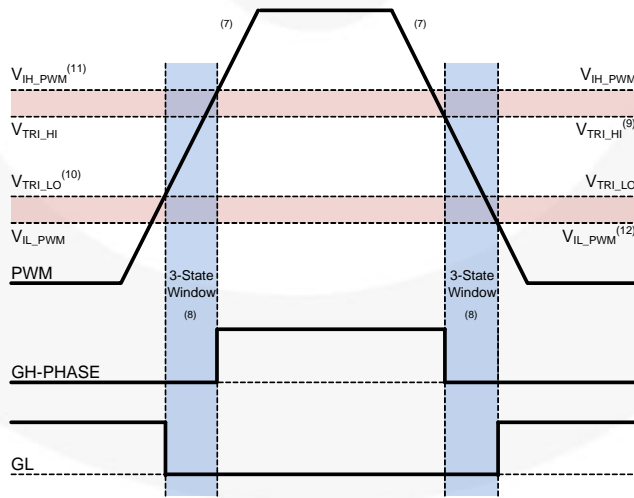 (7) (7)
V_IH_PWM(11) V_IH_PWM
V_TRI_HI V_TRI_HI(9)
V_TRI_LO(10) V_TRI_LO
V_IL_PWM V_IL_PWM(12)
PWM
3-State 3-State
Window Window
(8) (8)
GH-PHASE
GL